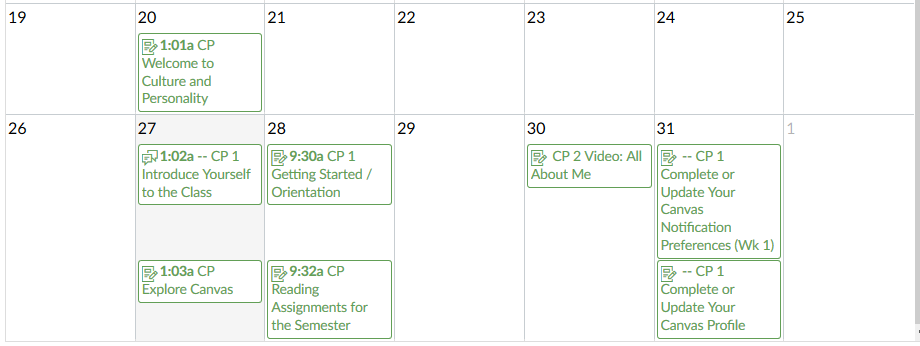 19 20 21 22 23 24 25
1:01a CP
Welcome to
Culture and
Personality
26 27 28 29 30 31 1
1:02a -- CP 1
Introduce Yourself
to the Class
1:03a CP
Explore Canvas
9:30a CP 1
Getting Started /
Orientation
9:32a CP
Reading
Assignments for
the Semester
CP 2 Video: All
About Me
-- CP 1
Complete or
Update Your
Canvas
Notification
Preferences (Wk 1)
-- CP 1
Complete or
Update Your
Canvas Profile